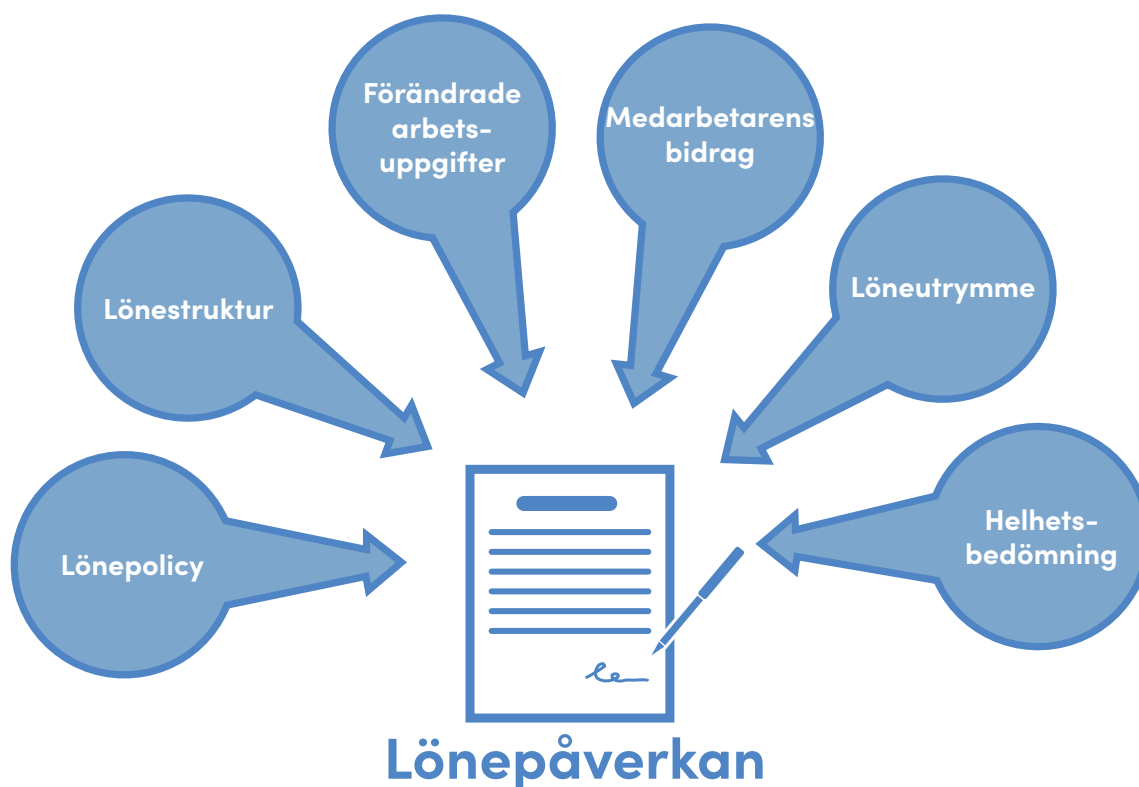 Förändrade
arbets-
uppgifter
Medarbetarens
bidrag
Lönestruktur
Löneutrymme
Lönepolicy
Helhets-
bedömning
Lönepåverkan